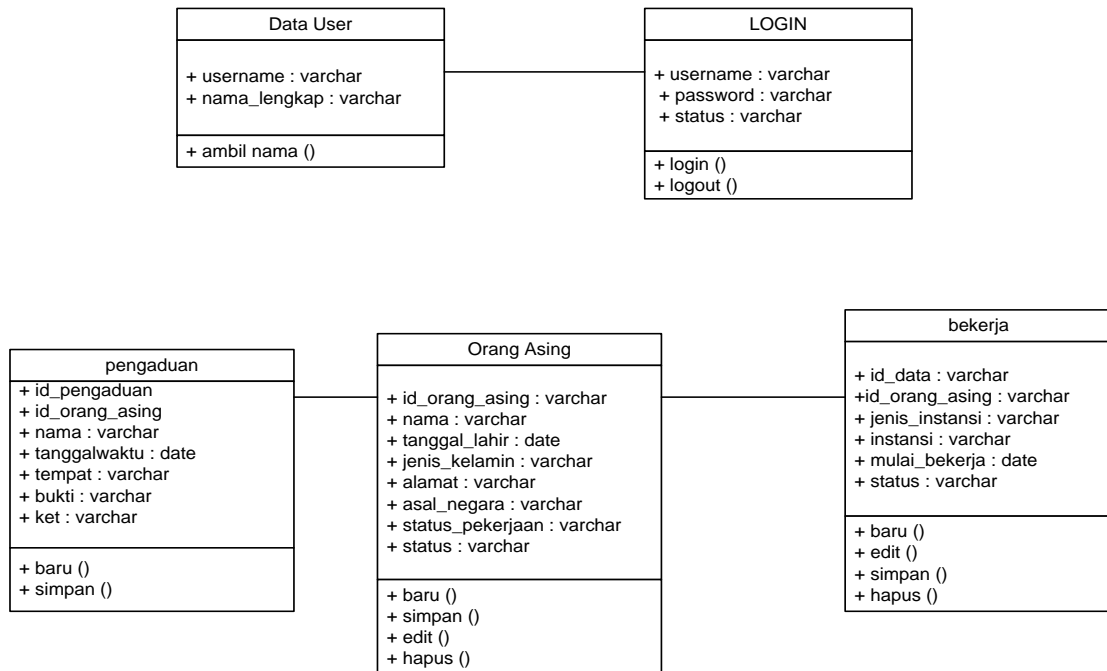 Data User
+ username : varchar
+ nama_lengkap : varchar
+ ambil nama ()
LOGIN
+ username : varchar
+ password : varchar
+ status : varchar
+ login ()
+ logout ()
pengaduan
+ id_pengaduan
+ id_orang_asing
+ nama : varchar
+ tanggalwaktu : date
+ tempat : varchar
+ bukti : varchar
+ ket : varchar
+ baru ()
+ simpan ()
Orang Asing
+ id_orang_asing : varchar
+ nama : varchar
+ tanggal_lahir : date
+ jenis_kelamin : varchar
+ alamat : varchar
+ asal_negara : varchar
+ status_pekerjaan : varchar
+ status : varchar
+ baru ()
+ simpan ()
+ edit ()
+ hapus ()
bekerja
+ id_data : varchar
+id_orang_asing : varchar
+ jenis_instansi : varchar
+ instansi : varchar
+ mulai_bekerja : date
+ status : varchar
+ baru ()
+ edit ()
+ simpan ()
+ hapus ()